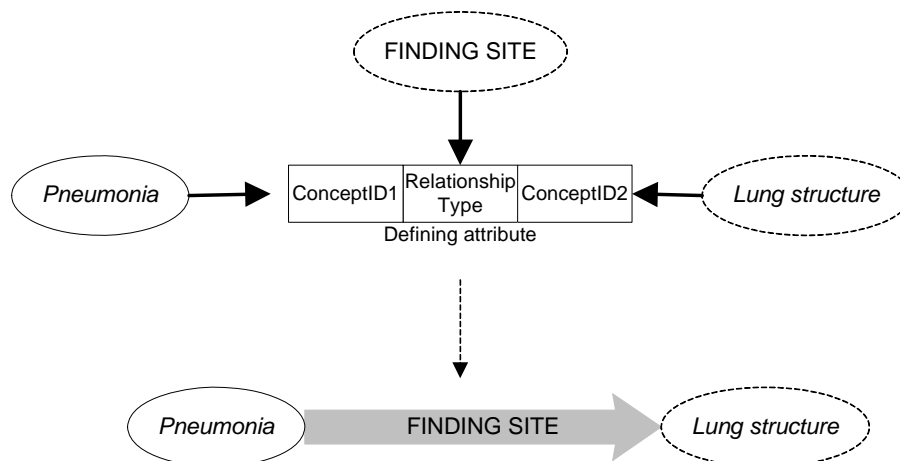 FINDING SITE
Pneumonia
ConceptID1
Relationship
Type
ConceptID2
Lung structure
Defining attribute
Pneumonia
FINDING SITE
Lung structure